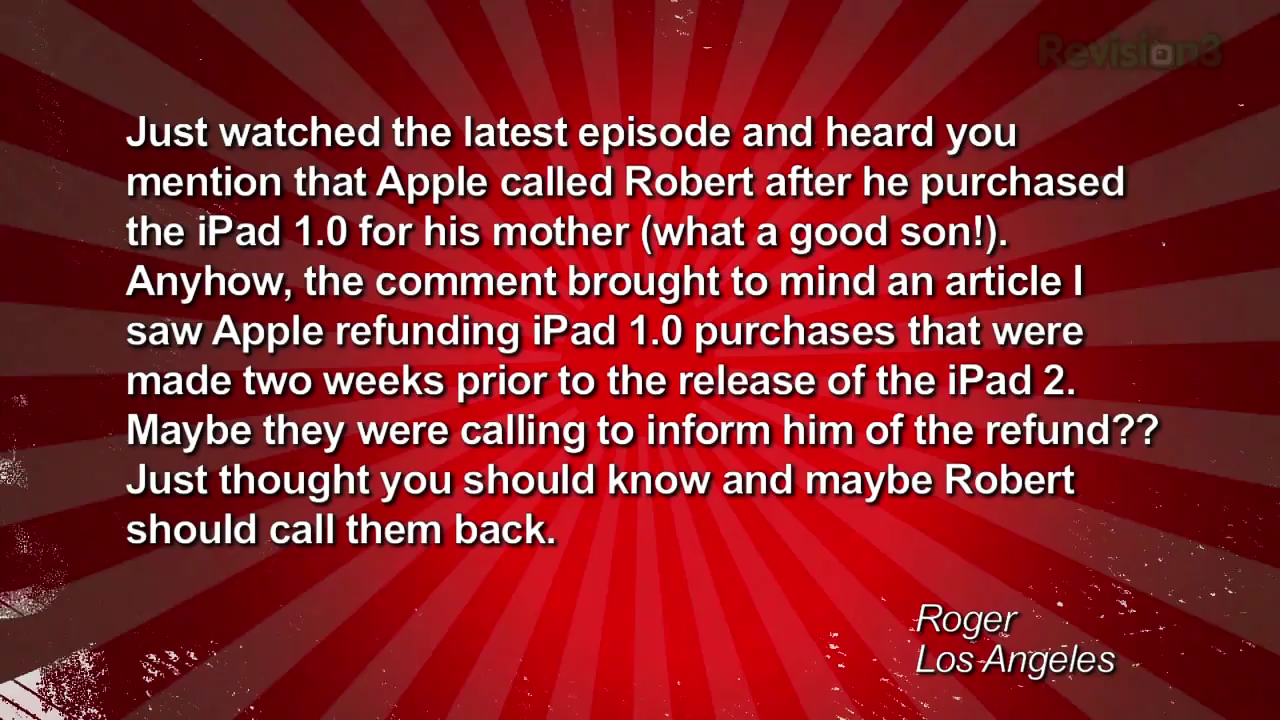 Revision3
Just watched the latest episode and heard you
mention that Apple called Robert after he purchased
the iPad 1.0 for his mother (what a good son!).
Anyhow, the comment brought to mind an article I
saw Apple refunding iPad 1.0 purchases that were
made two weeks prior to the release of the iPad 2.
Maybe they were calling to inform him of the refund??
Just thought you should know and maybe Robert
should call them back.
Roger
Los Angeles